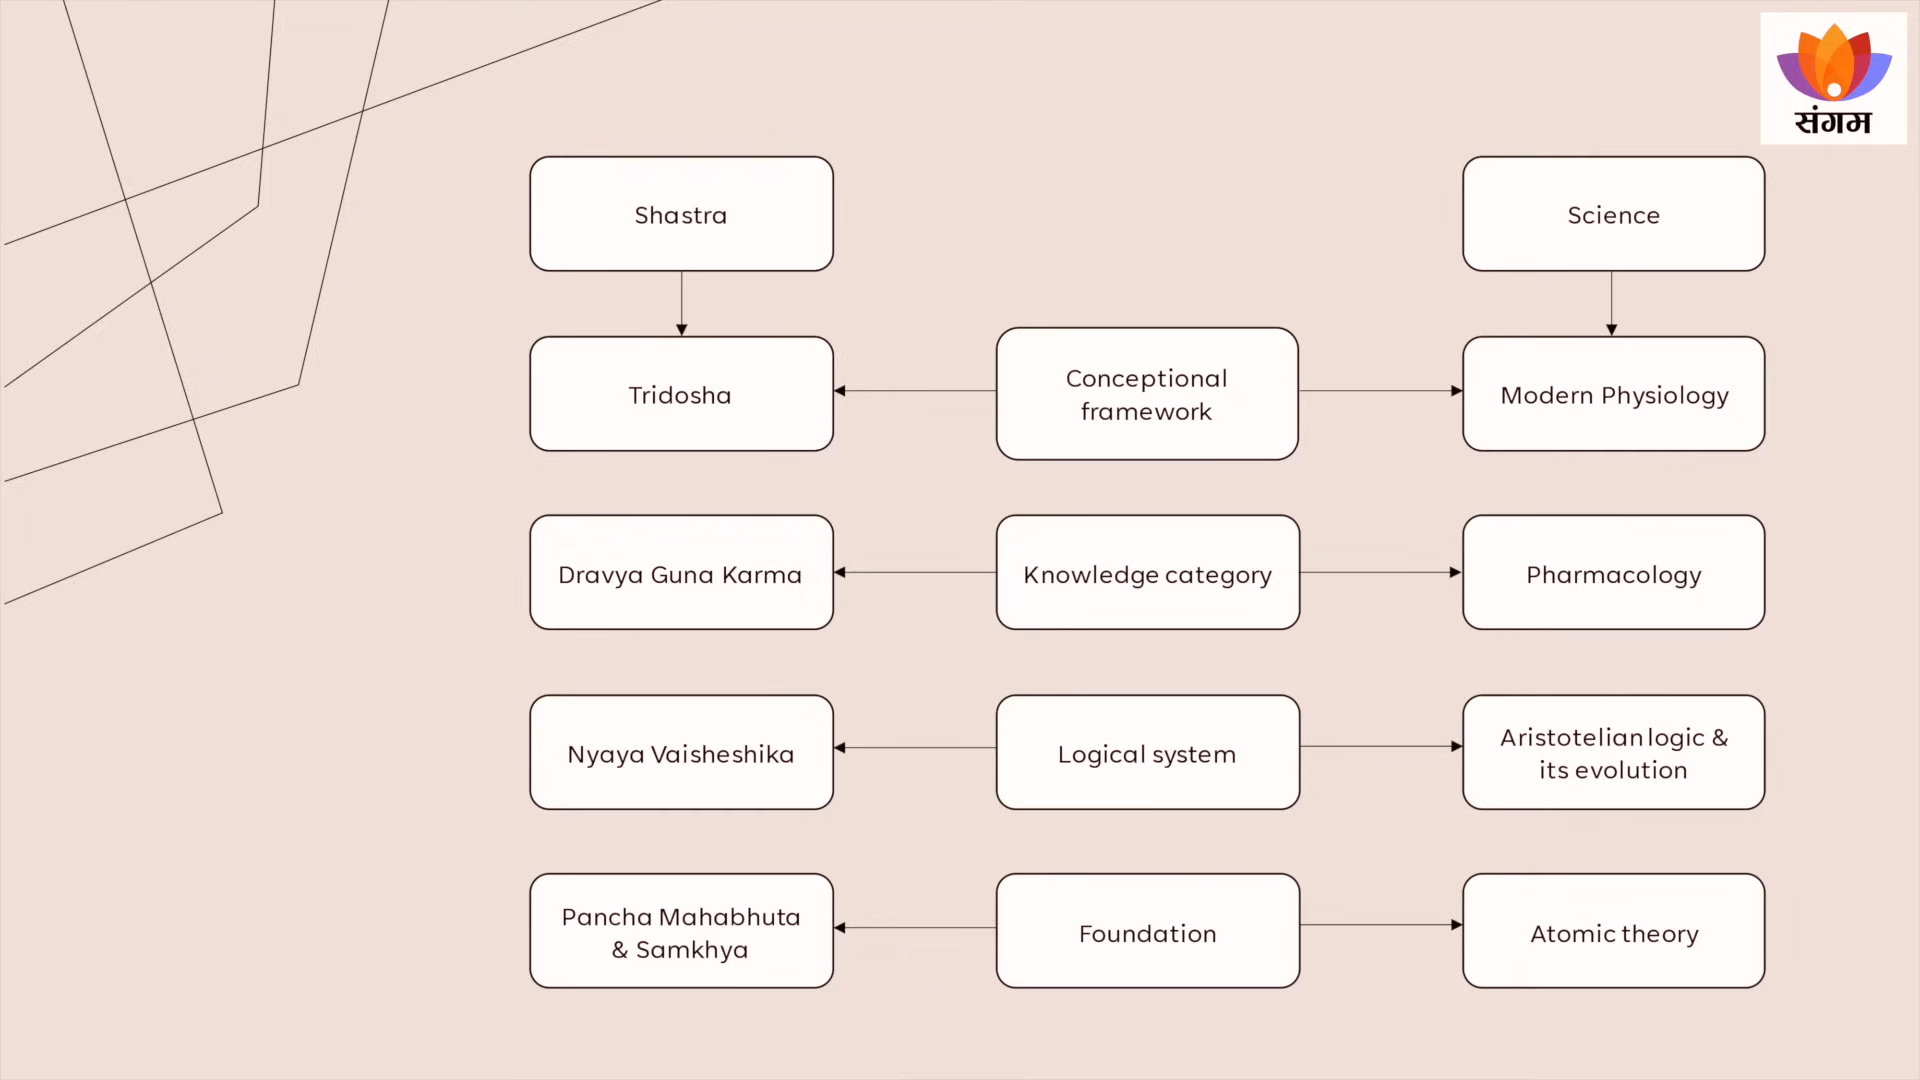 संगम
Shastra
Science
Tridosha
Conceptional
framework
Modern Physiology
Dravya Guna Karma
Knowledge category
Pharmacology
Nyaya Vaisheshika
Logical system
Aristotelian logic &
its evolution
Pancha Mahabhuta
& Samkhya
Foundation
Atomic theory